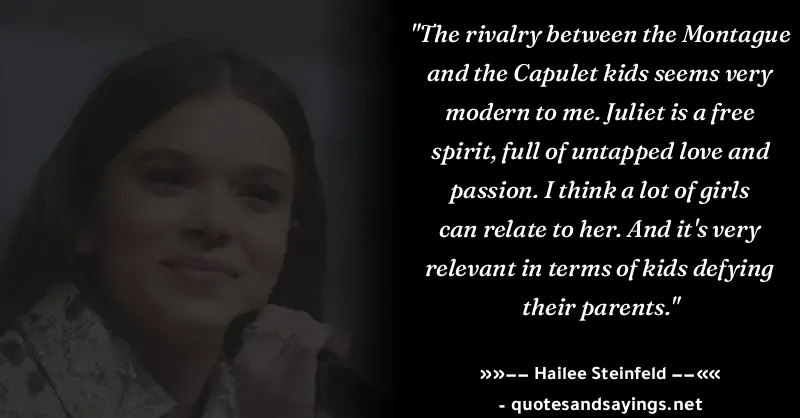 "The rivalry between the Montague
and the Capulet kids seems very
modern to me. Juliet is a free
spirit, full of untapped love and
passion. I think a lot of girls
can relate to her. And it's very
relevant in terms of kids defying
their parents."
»»–– Hailee Steinfeld ––««
- quotesandsayings.net